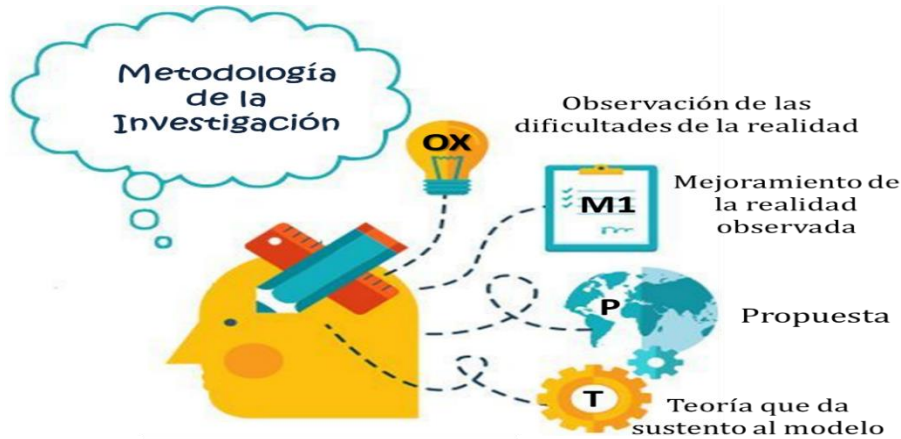 Metodología
de la
Investigación
OX
Observación de las
dificultades de la realidad
M1
Mejoramiento de
la realidad
observada
P
Propuesta
T
Teoría que da
sustento al modelo